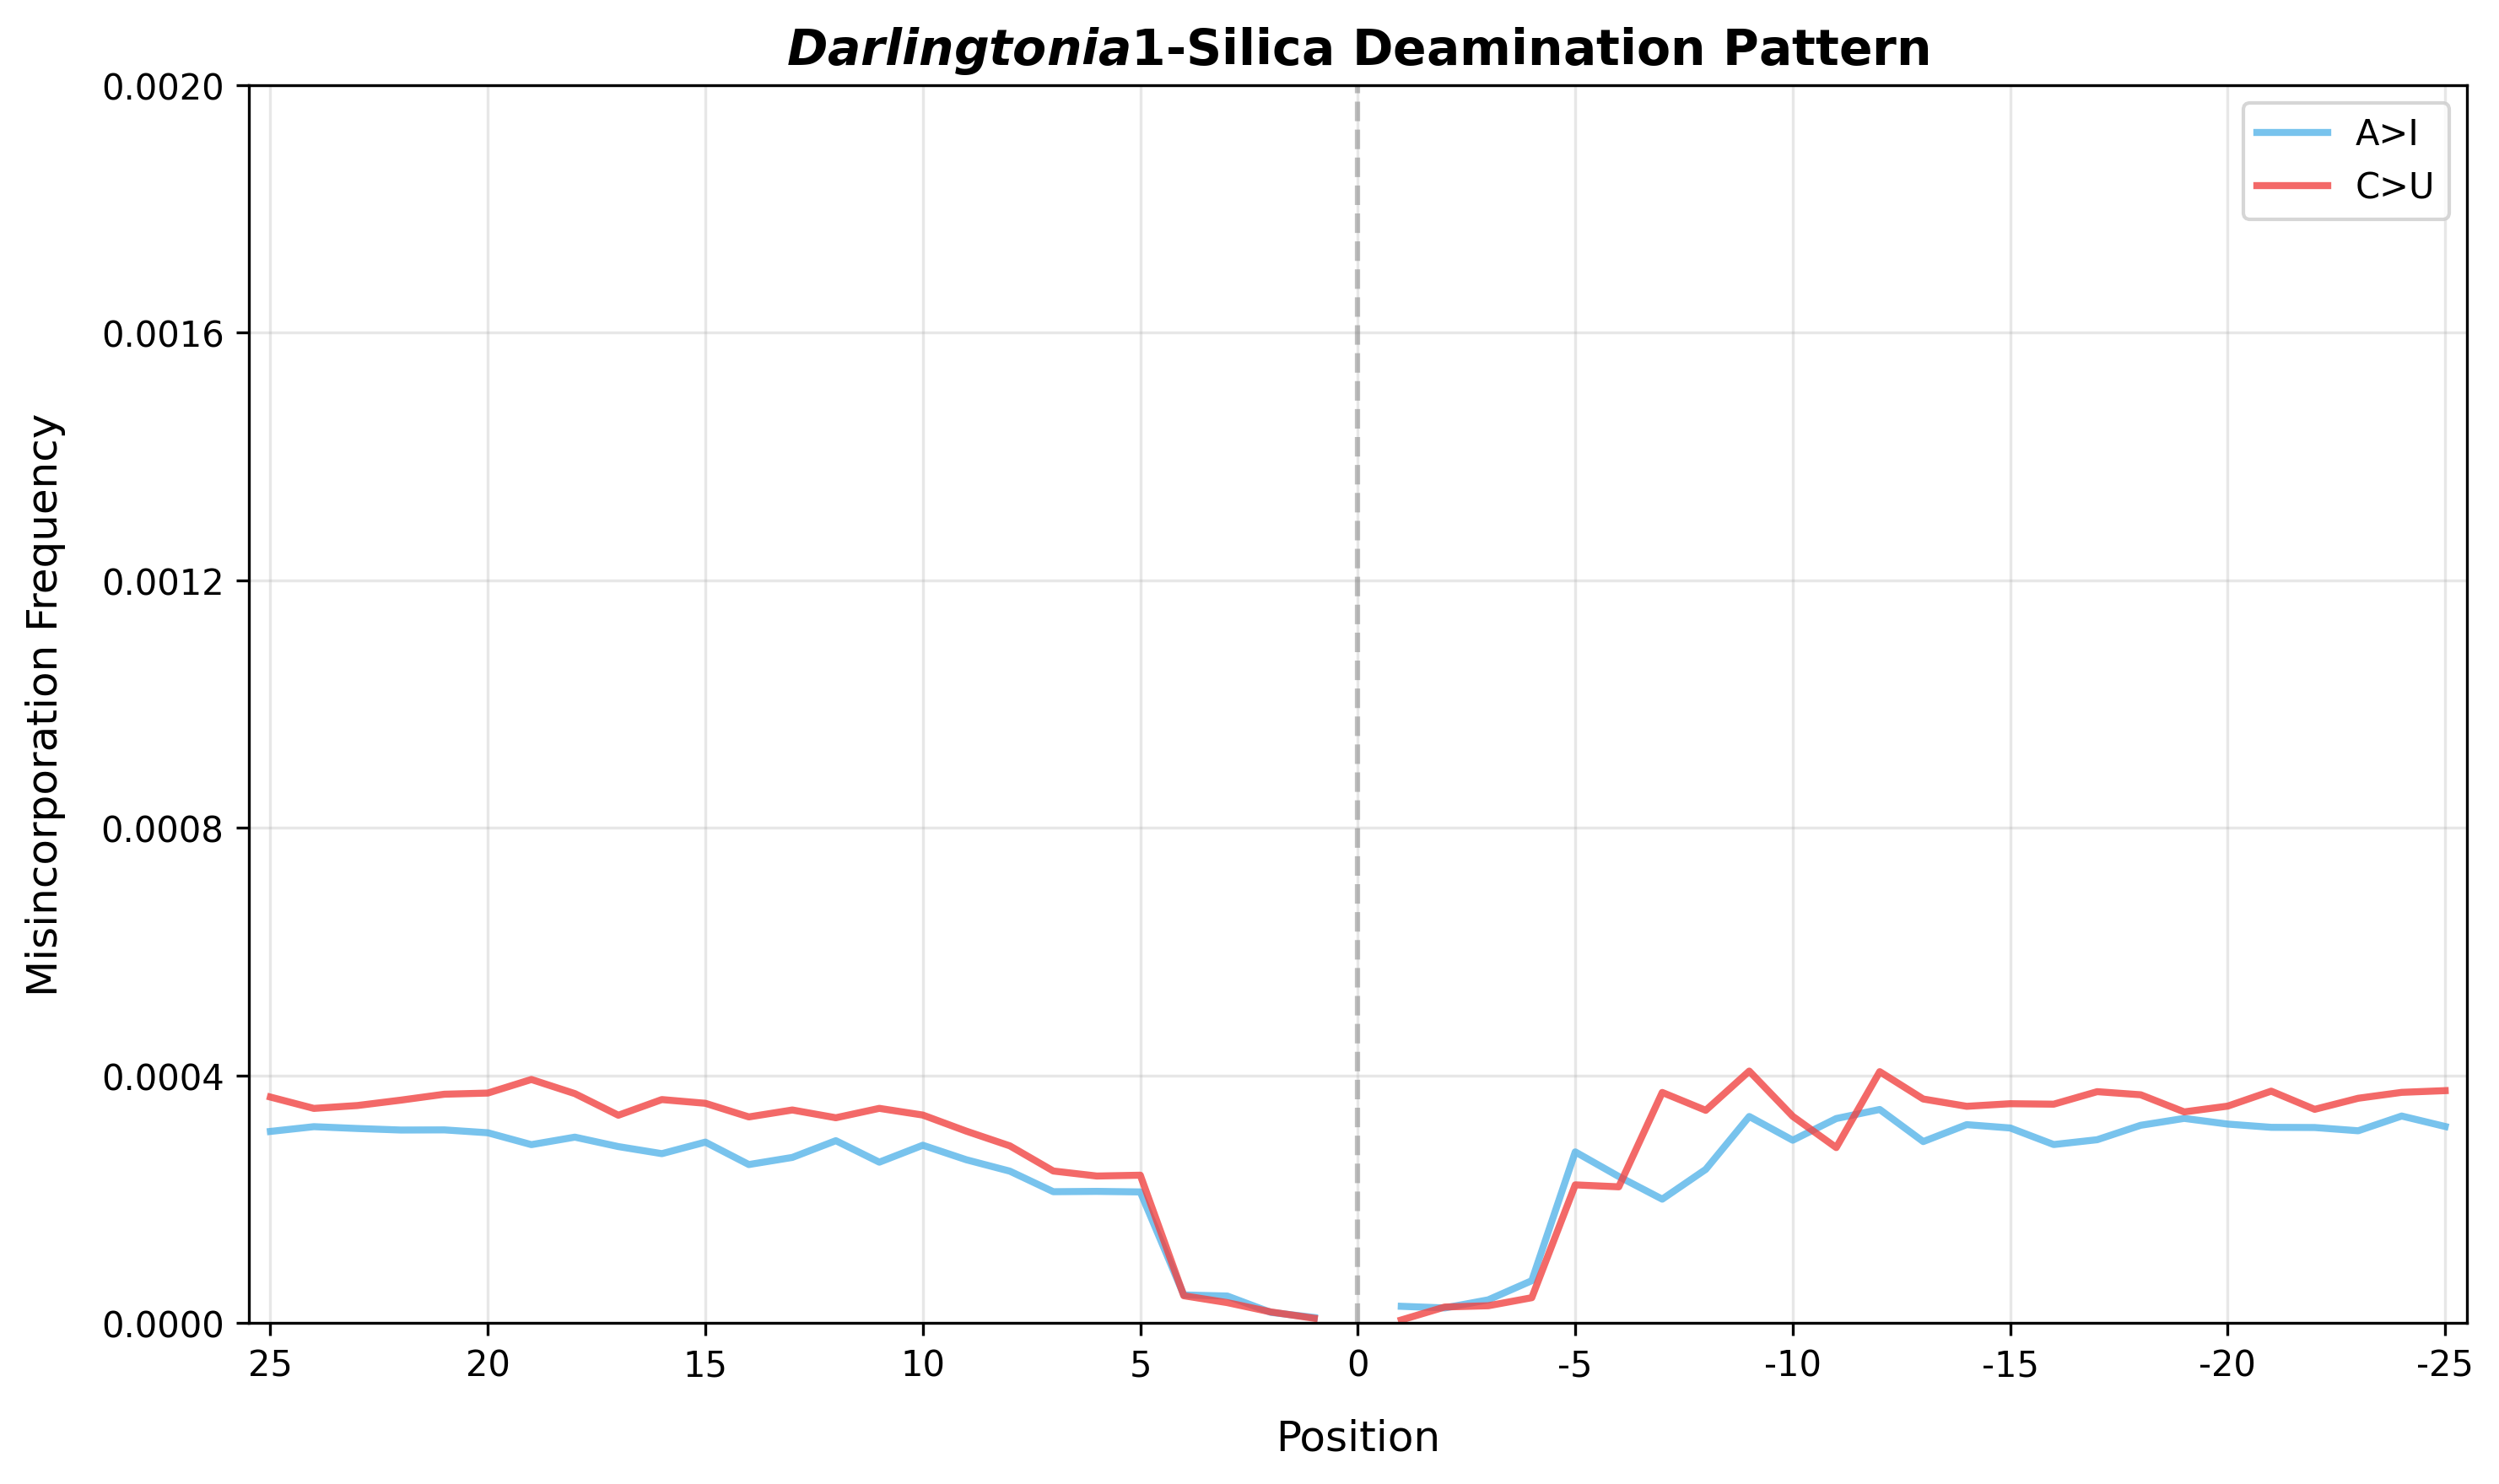 Darlingtonia1-Silica Deamination Pattern
0.0020
0.0016
0.0012
0.0008
0.0004
0.0000
Misincorporation Frequency
A>I
C>U
25 20 15 10 5 0 -5 -10 -15 -20 -25
Position